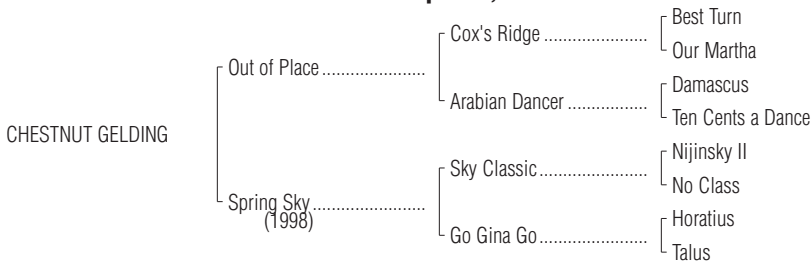 Best Turn
Cox's Ridge ......................
Our Martha
Out of Place ......................
Damascus
Arabian Dancer .................
Ten Cents a Dance
CHESTNUT GELDING
Nijinsky II
Sky Classic .......................
No Class
Spring Sky ........................
(1998)
Horatius
Go Gina Go .......................
Talus